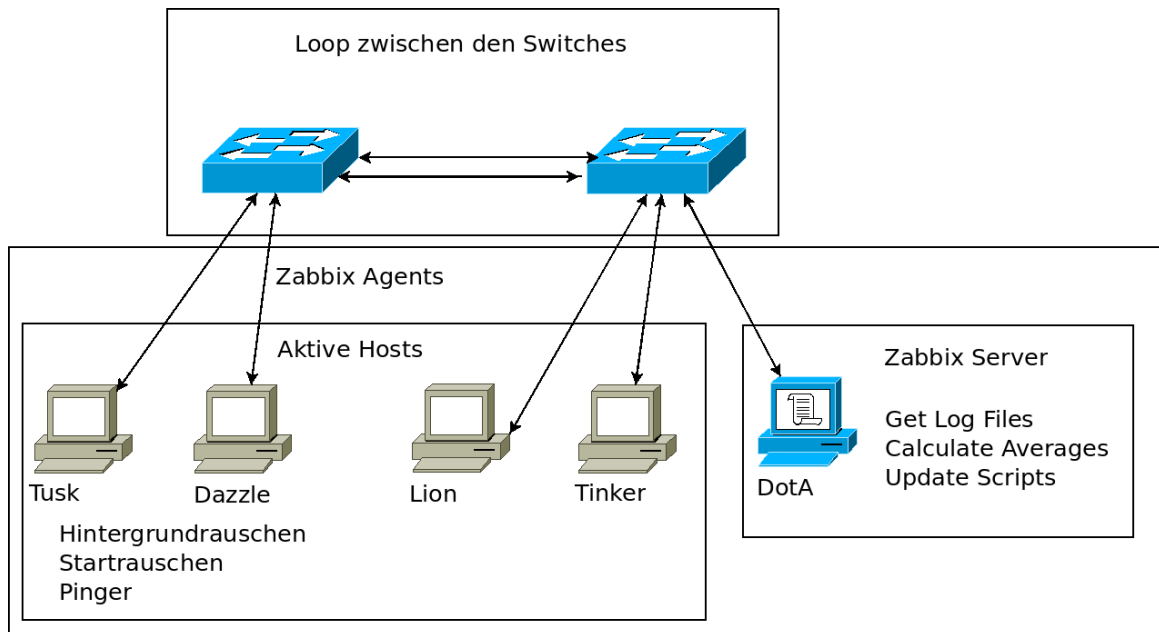 Loop zwischen den Switches
Zabbix Agents
Aktive Hosts
Zabbix Server
Get Log Files
Calculate Averages
Update Scripts
Tusk
Dazzle
Lion
Tinker
DotA
Hintergrundrauschen
Startrauschen
Pinger